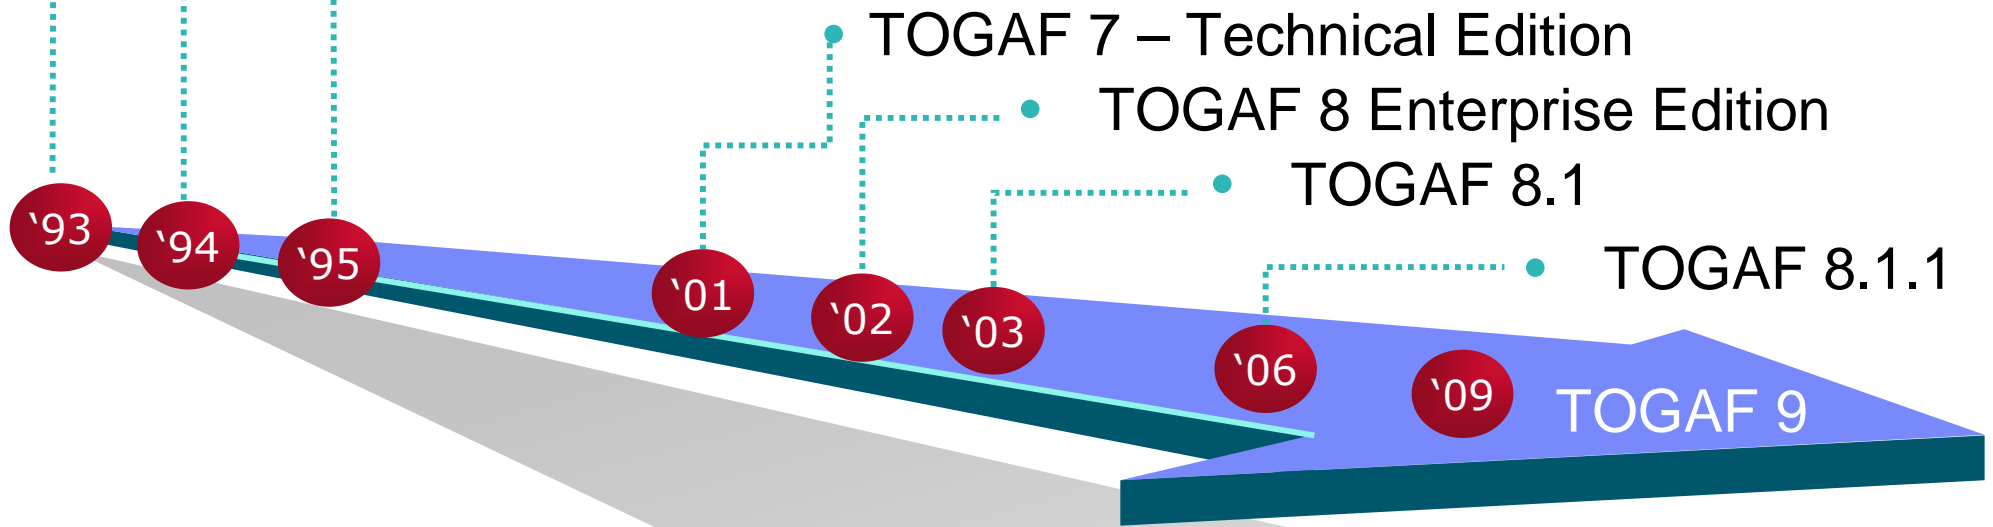 TOGAF 7 – Technical Edition
TOGAF 8 Enterprise Edition
TOGAF 8.1
TOGAF 8.1.1
‘93
‘94
‘95
‘01
‘02
‘03
‘06
‘09
TOGAF 9